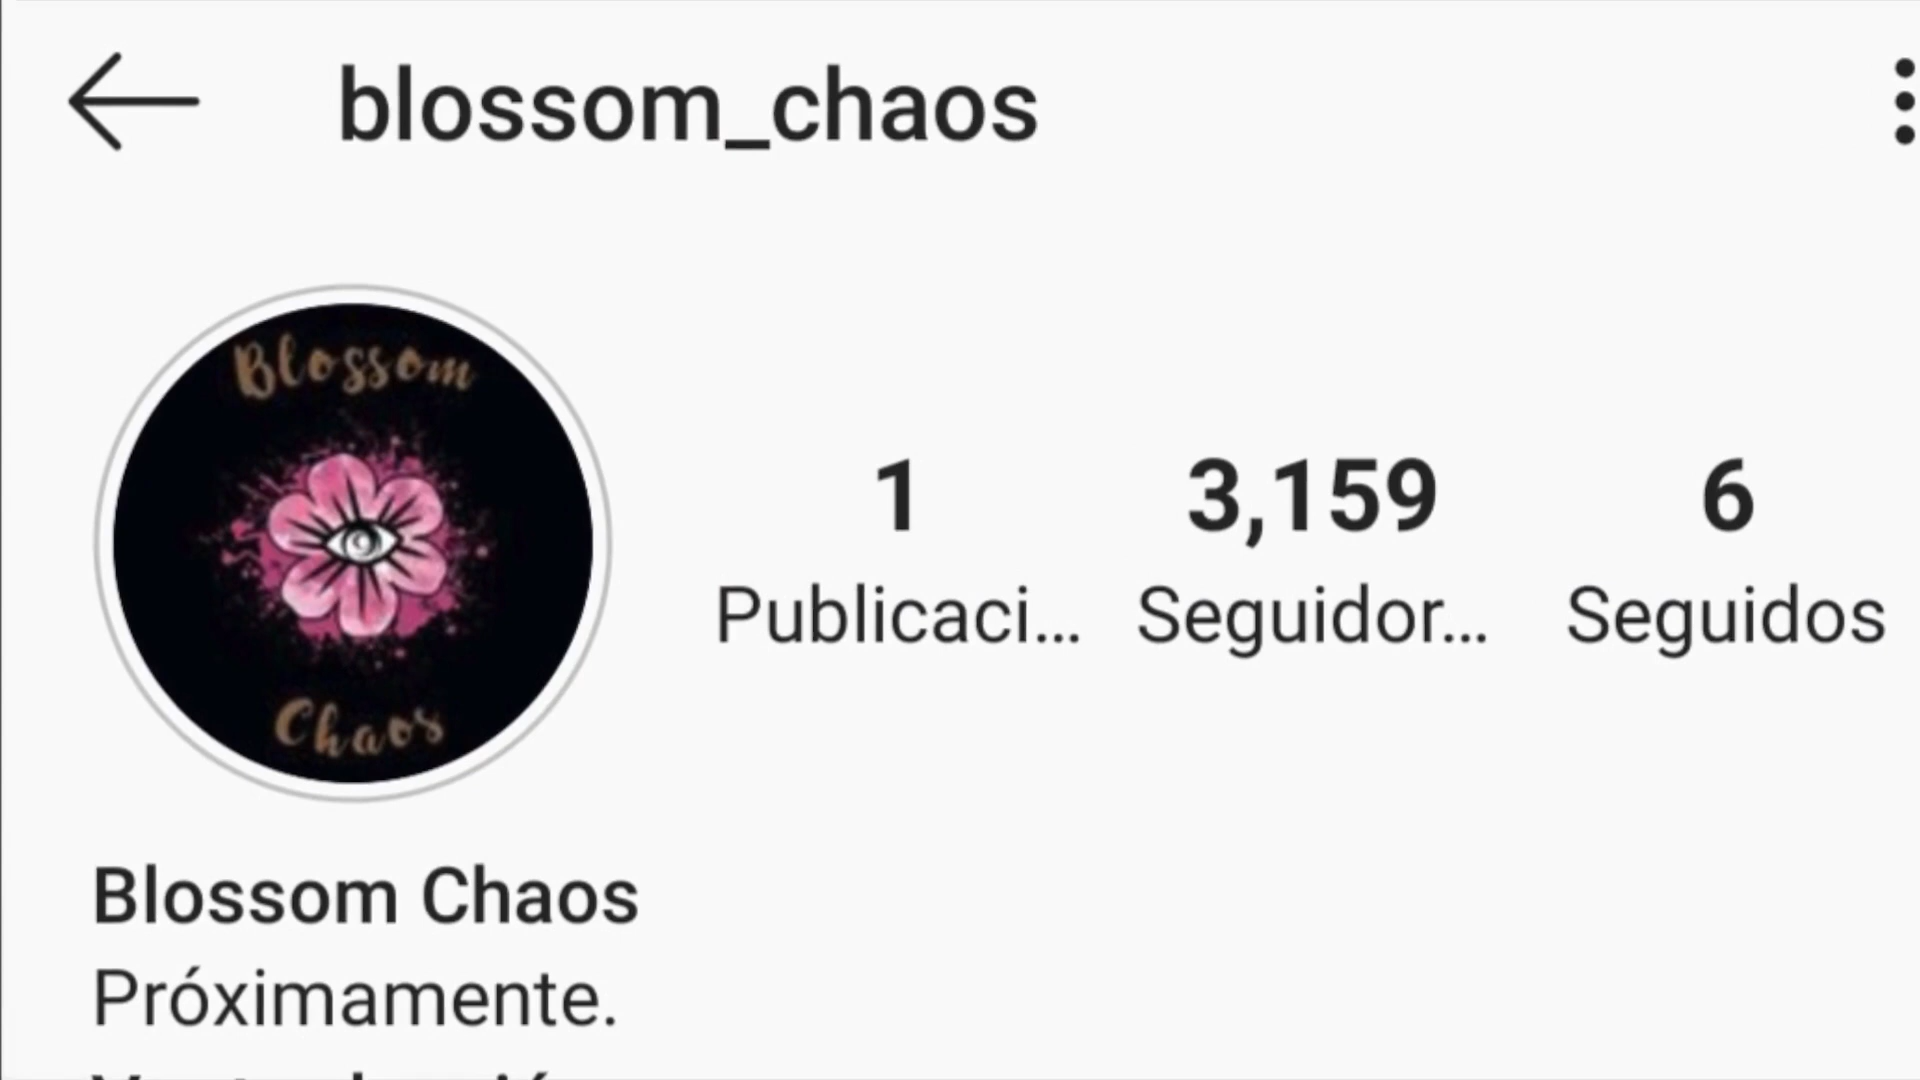 blossom_chaos
Blossom
Chaos
1 3,159 6
Publicaci... Seguidor... Seguidos
Blossom Chaos
Próximamente.